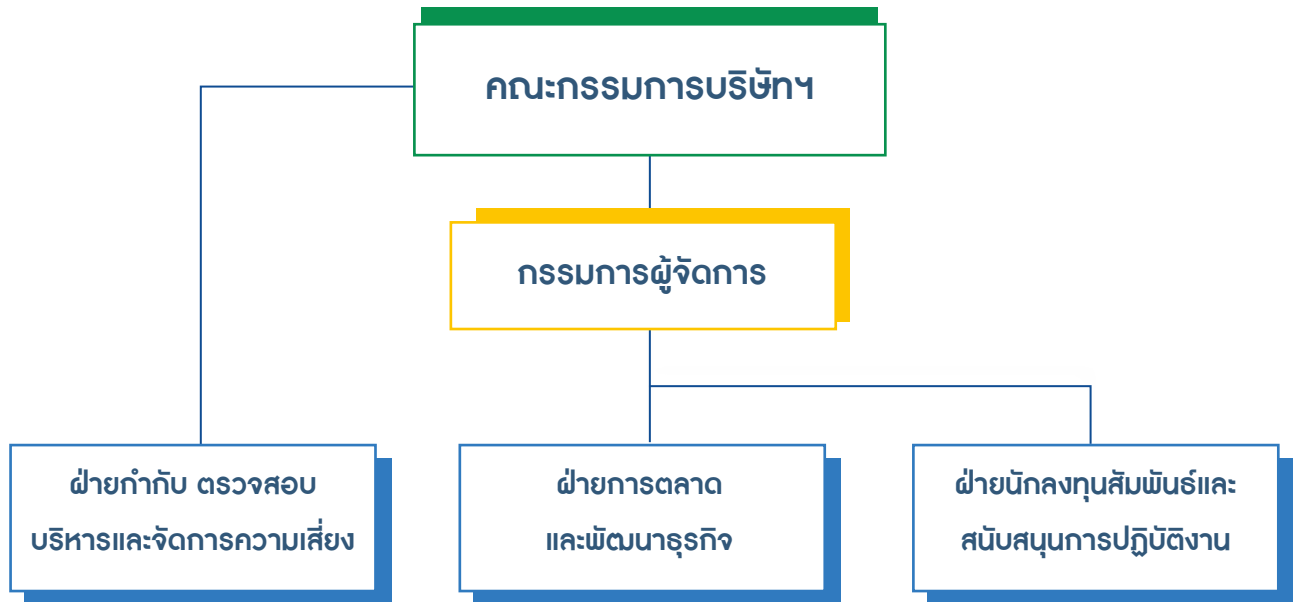 คณะกรรมการบริษัทฯ
กรรมการผู้จัดการ
ฝ่ายกำกับ ตรวจสอบ
บริหารและจัดการความเสี่ยง
ฝ่ายการตลาด
และพัฒนาธุรกิจ
ฝ่ายนักลงทุนสัมพันธ์และ
สนับสนุนการปฏิบัติงาน